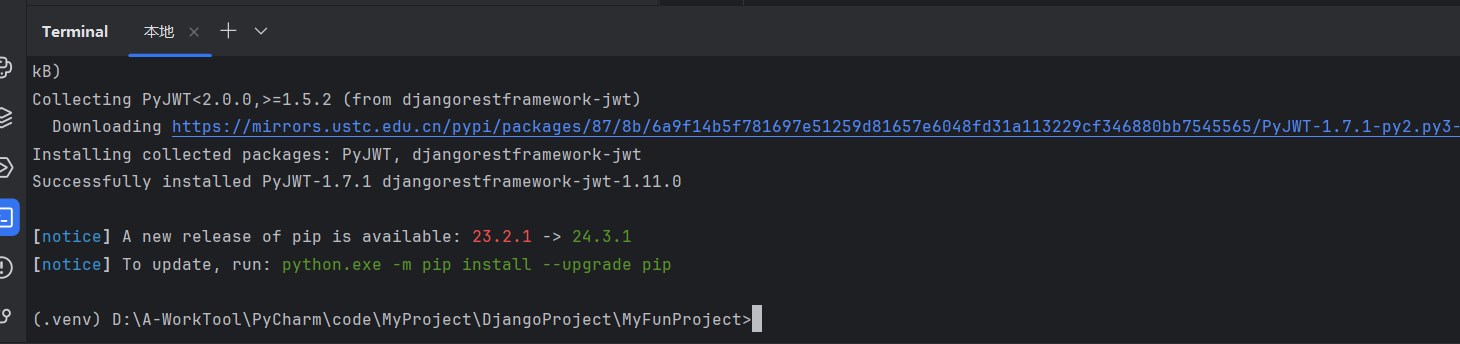 Terminal 本地
kB)
Collecting PyJWT<2.0.0,>=1.5.2 (from djangorestframework-jwt)
Downloading https://mirrors.ustc.edu.cn/pypi/packages/87/8b/6a9f14b5f781697e51259d81657e6048fd31a113229cf346880bb7545565/PyJWT-1.7.1-py2.py3-
Installing collected packages: PyJWT, djangorestframework-jwt
Successfully installed PyJWT-1.7.1 djangorestframework-jwt-1.11.0
[notice] A new release of pip is available: 23.2.1 -> 24.3.1
[notice] To update, run: python.exe -m pip install --upgrade pip
(.venv) D:\A-WorkTool\PyCharm\code\MyProject\DjangoProject\MyFunProject>